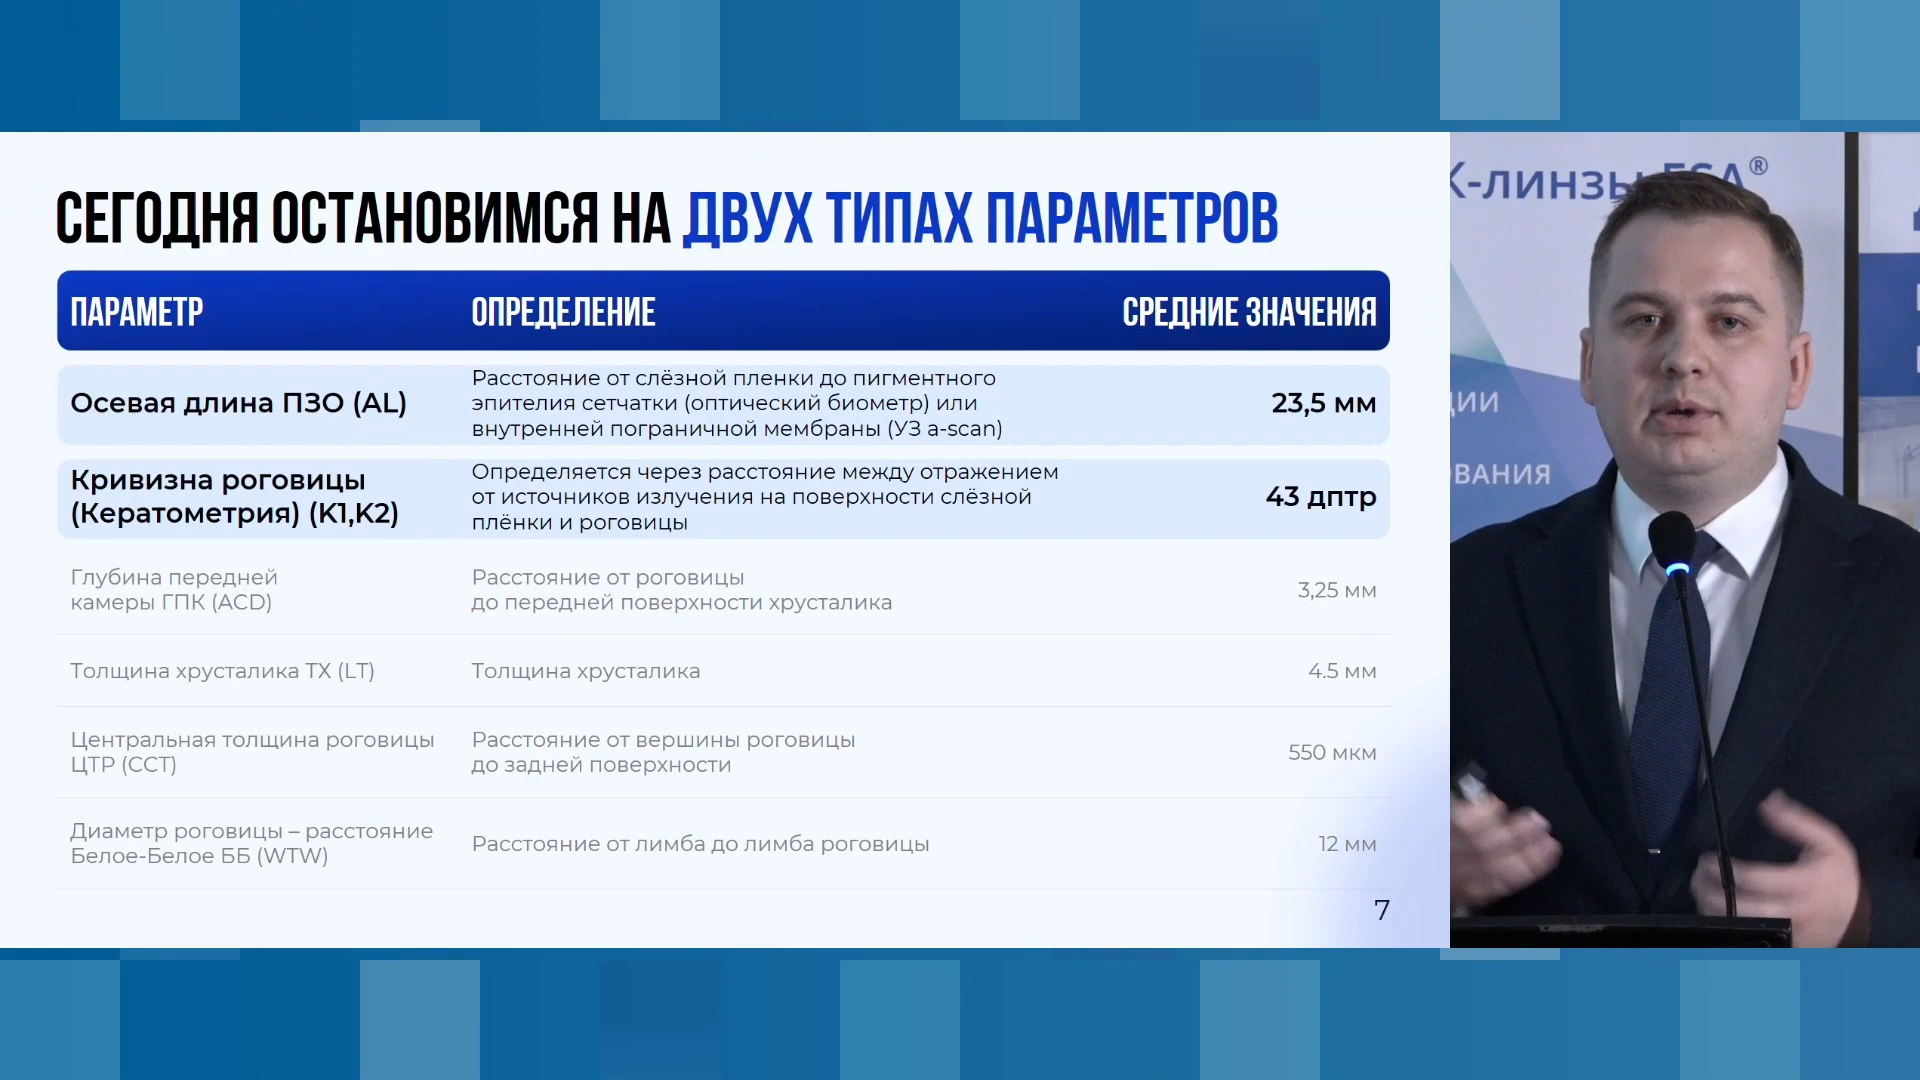 СЕГОДНЯ ОСТАНОВИМСЯ НА ДВУХ ТИПАХ ПАРАМЕТРОВ
ПАРАМЕТР ОПРЕДЕЛЕНИЕ СРЕДНИЕ ЗНАЧЕНИЯ
Осевая длина ПЗО (AL)
Расстояние от слёзной пленки до пигментного
эпителия сетчатки (оптический биометр) или
внутренней пограничной мембраны (УЗ a-scan)
23,5 мм
Кривизна роговицы
(Кератометрия) (K1,K2)
Определяется через расстояние между отражением
от источников излучения на поверхности слёзной
плёнки и роговицы
43 дптр
Глубина передней
камеры ГПК (ACD)
Расстояние от роговицы
до передней поверхности хрусталика
3,25 мм
Толщина хрусталика ТХ (LT)
Толщина хрусталика
4.5 мм
Центральная толщина роговицы
ЦТР (CCT)
Расстояние от вершины роговицы
до задней поверхности
550 мкм
Диаметр роговицы – расстояние
Белое-Белое ББ (WTW)
Расстояние от лимба до лимба роговицы
12 мм
7
К-линзы ESA®